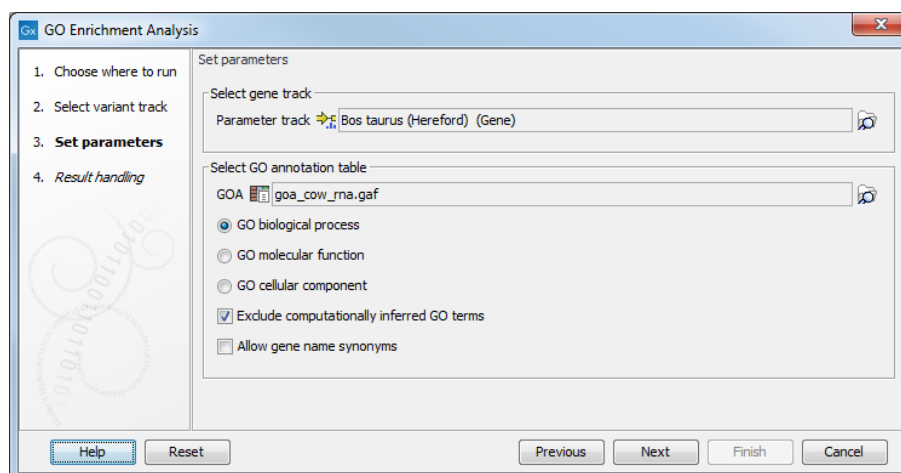 Gx GO Enrichment Analysis
1. Choose where to run
2. Select variant track
3. Set parameters
4. Result handling
Set parameters
Select gene track
Parameter track Bos taurus (Hereford) (Gene)
Select GO annotation table
GOA goa_cow_rna.gaf
GO biological process
GO molecular function
GO cellular component
Exclude computationally inferred GO terms
Allow gene name synonyms
Help Reset Previous Next Finish Cancel